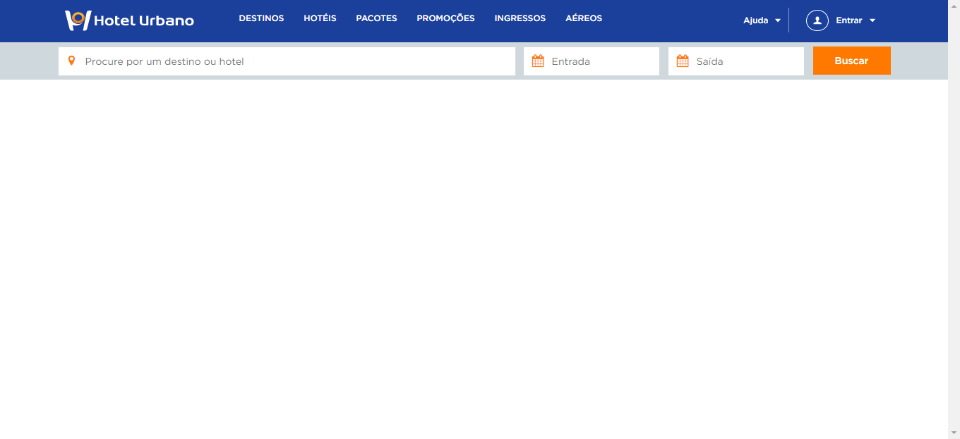 Hotel Urbano DESTINOS HOTÉIS PACOTES PROMOÇÕES INGRESSOS AÉREOS Ajuda Entrar
Procure por um destino ou hotel Entrada Saída Buscar